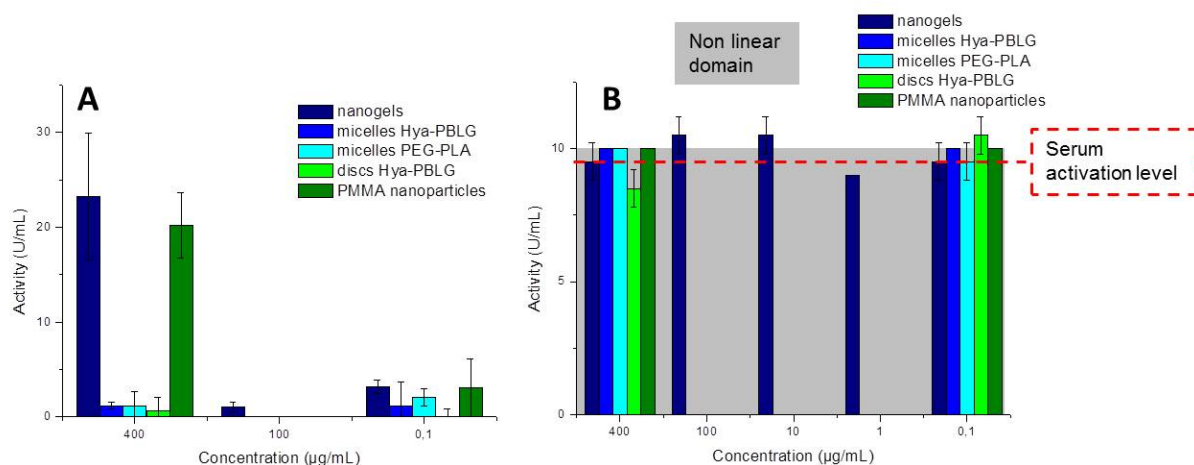 A
nanogels
micelles Hya-PBLG
micelles PEG-PLA
discs Hya-PBLG
PMMA nanoparticles
30
20
10
0
Activity (U/mL)
400
100
0,1
Concentration (µg/mL)
B
Non linear
domain
nanogels
micelles Hya-PBLG
micelles PEG-PLA
discs Hya-PBLG
PMMA nanoparticles
10
5
0
Activity (U/mL)
400
100
10
1
0,1
Concentration (µg/mL)
Serum
activation level